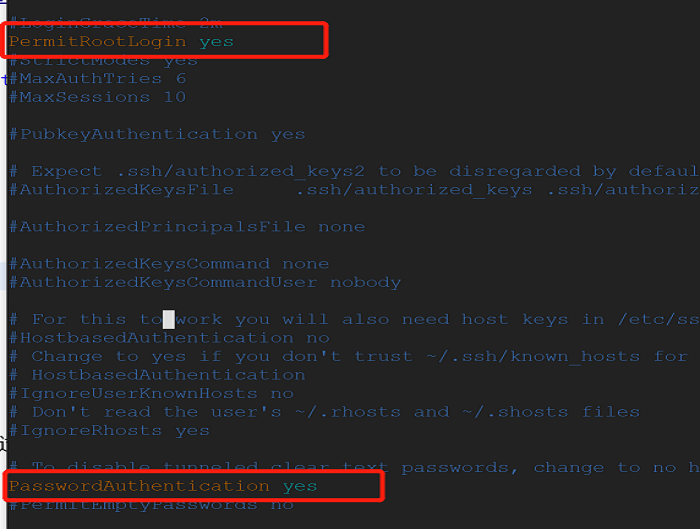 #LoginGraceTime 2m
PermitRootLogin yes
#StrictModes yes
#MaxAuthTries 6
#MaxSessions 10
#PubkeyAuthentication yes
# Expect .ssh/authorized_keys2 to be disregarded by defaul
#AuthorizedKeysFile .ssh/authorized_keys .ssh/authoriz
#AuthorizedPrincipalsFile none
#AuthorizedKeysCommand none
#AuthorizedKeysCommandUser nobody
# For this to work you will also need host keys in /etc/ss
#HostbasedAuthentication no
# Change to yes if you don't trust ~/.ssh/known_hosts for
# HostbasedAuthentication
#IgnoreUserKnownHosts no
# Don't read the user's ~/.rhosts and ~/.shosts files
#IgnoreRhosts yes
# To disable tunneled clear text passwords, change to no h
PasswordAuthentication yes
#PermitEmptyPasswords no